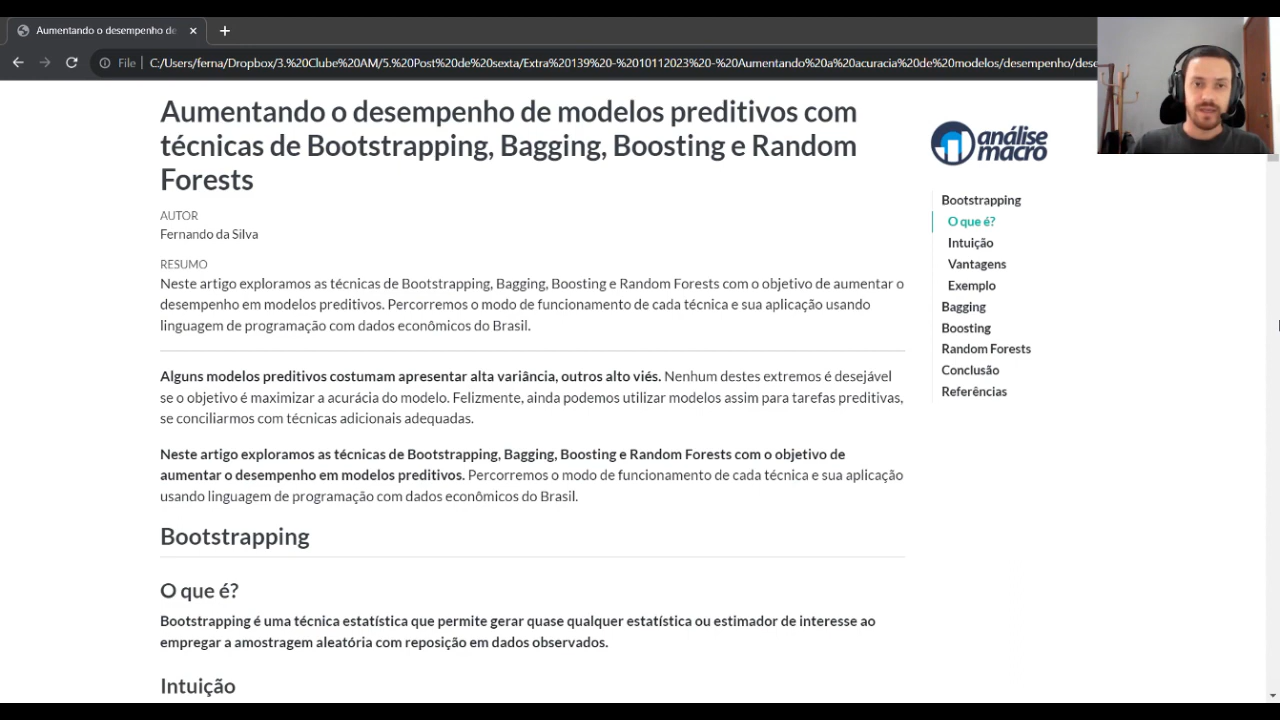 Aumentando o desempenho de
File
C:/Users/ferna/Dropbox/3.%20Clube%20AM/5.%20Post%20de%20sexta/Extra%20139%20-%2010112023%20-%20Aumentando%20a%20acuracia%20de%20modelos/desempenho/dese
Aumentando o desempenho de modelos preditivos com
técnicas de Bootstrapping, Bagging, Boosting e Random
Forests
AUTOR
Fernando da Silva
RESUMO
Neste artigo exploramos as técnicas de Bootstrapping, Bagging, Boosting e Random Forests com o objetivo de aumentar o
desempenho em modelos preditivos. Percorremos o modo de funcionamento de cada técnica e sua aplicação usando
linguagem de programação com dados econômicos do Brasil.
Alguns modelos preditivos costumam apresentar alta variância, outros alto viés. Nenhum destes extremos é desejável
se o objetivo é maximizar a acurácia do modelo. Felizmente, ainda podemos utilizar modelos assim para tarefas preditivas,
se conciliarmos com técnicas adicionais adequadas.
Neste artigo exploramos as técnicas de Bootstrapping, Bagging, Boosting e Random Forests com o objetivo de
aumentar o desempenho em modelos preditivos. Percorremos o modo de funcionamento de cada técnica e sua aplicação
usando linguagem de programação com dados econômicos do Brasil.
Bootstrapping
O que é?
Bootstrapping é uma técnica estatística que permite gerar quase qualquer estatística ou estimador de interesse ao
empregar a amostragem aleatória com reposição em dados observados.
Intuição
análise
macro
Bootstrapping
O que é?
Intuição
Vantagens
Exemplo
Bagging
Boosting
Random Forests
Conclusão
Referências